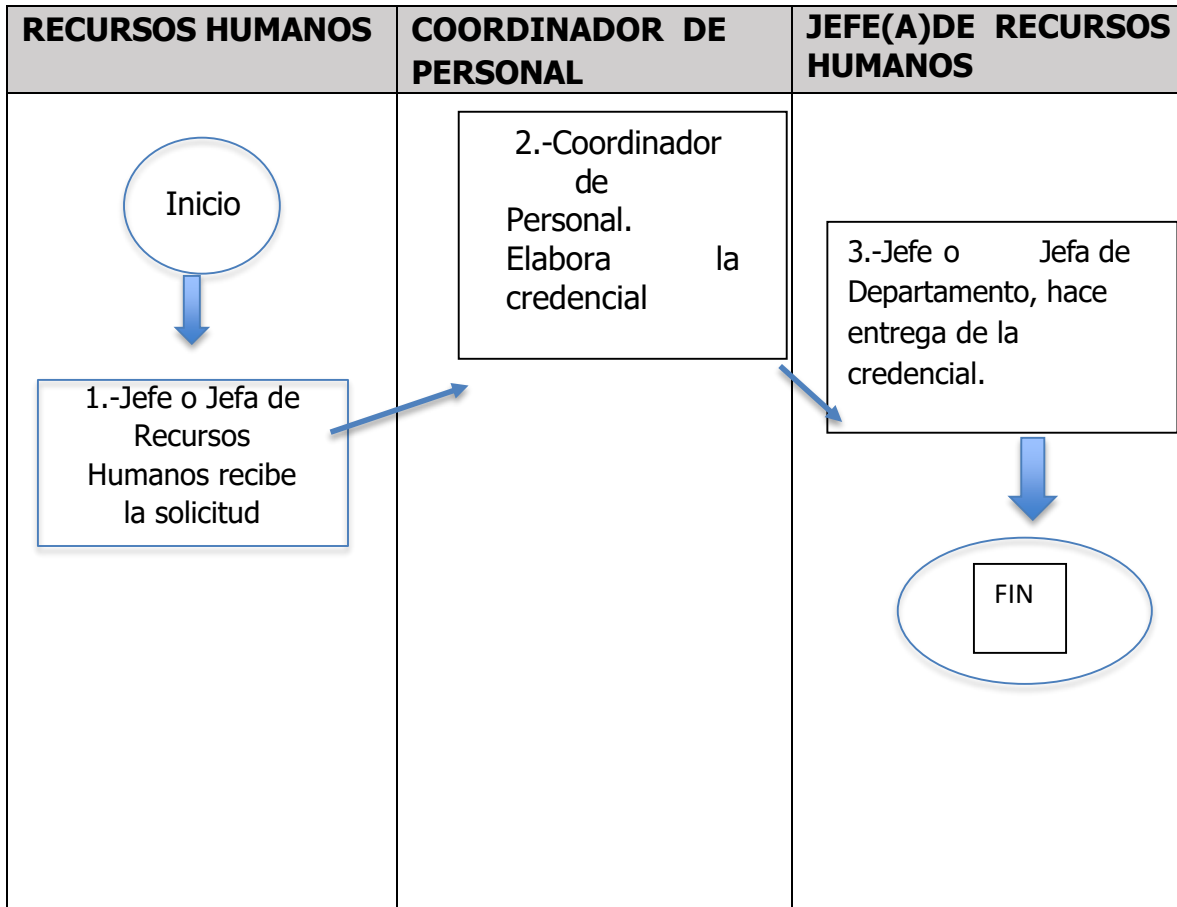 RECURSOS HUMANOS
COORDINADOR DE
PERSONAL
JEFE(A)DE RECURSOS
HUMANOS
Inicio
1.-Jefe o Jefa de
Recursos
Humanos recibe
la solicitud
2.-Coordinador
de
Personal.
Elabora la
credencial
3.-Jefe o Jefa de
Departamento, hace
entrega de la
credencial.
FIN